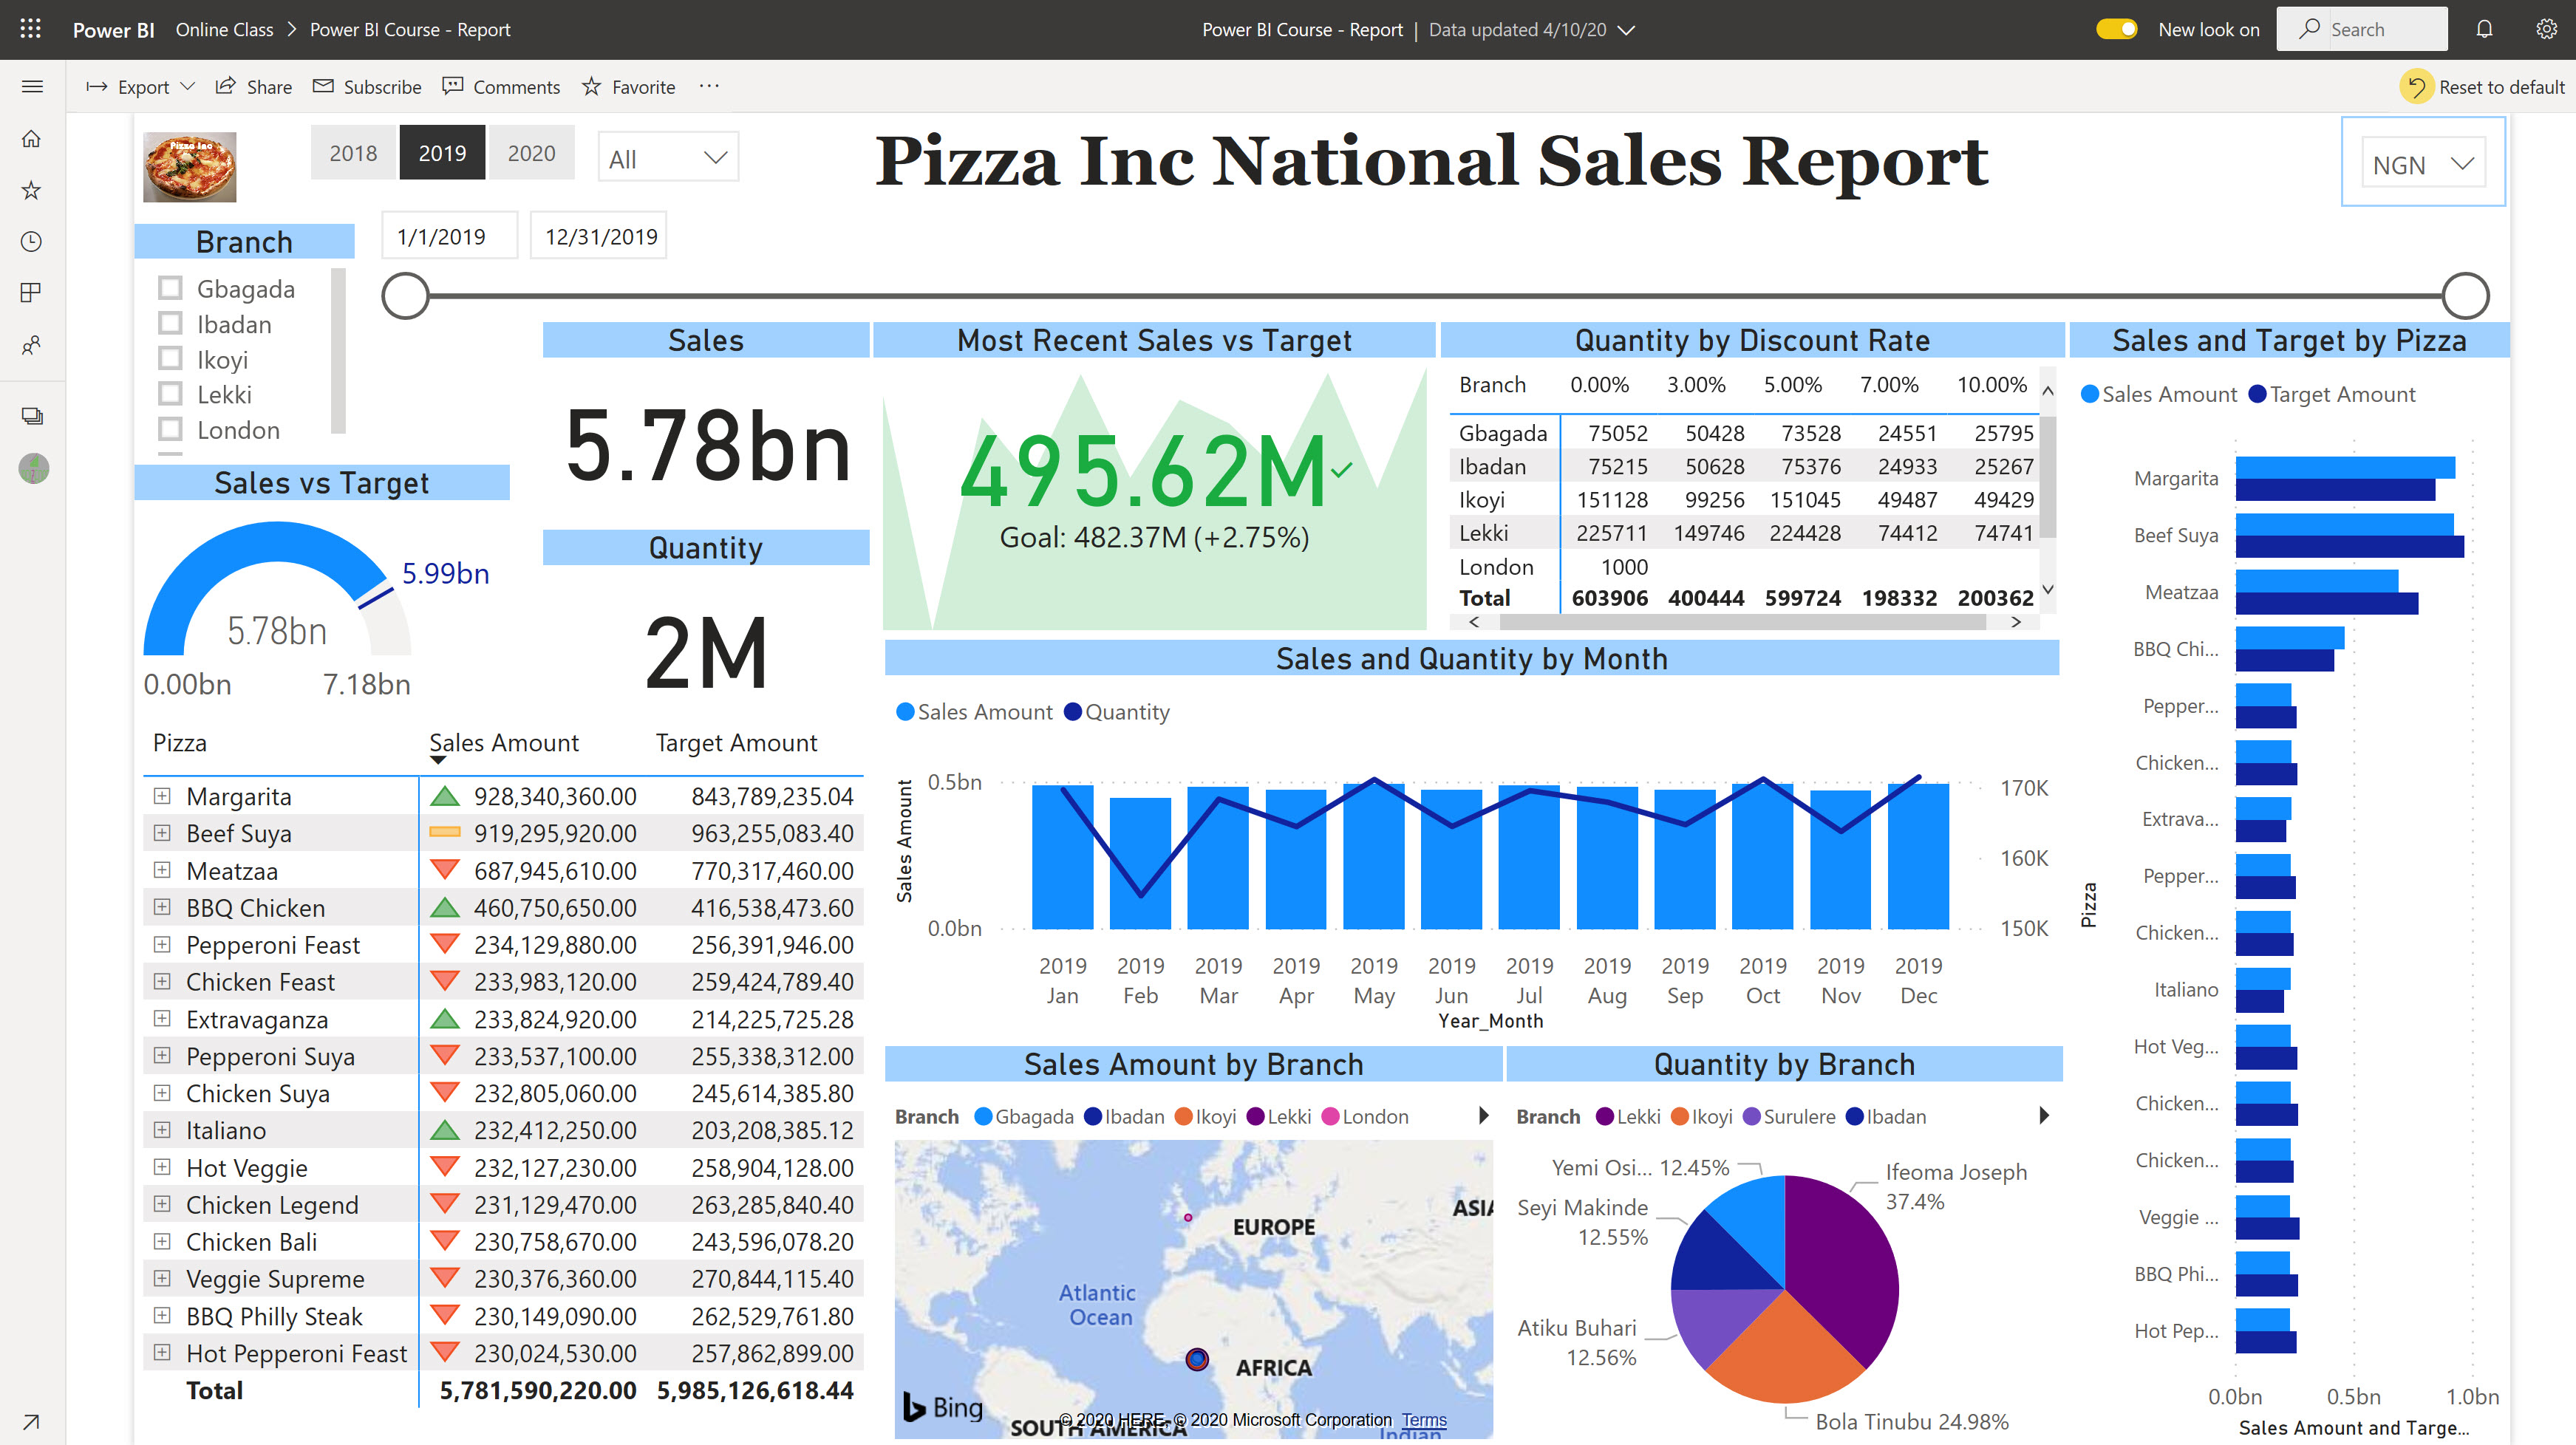 Power BI Online Class > Power BI Course - Report
Power BI Course - Report | Data updated 4/10/20
New look on
Search
Export Share Subscribe Comments Favorite ...
Reset to default
Pizza Inc
2018 2019 2020 All
Pizza Inc National Sales Report
NGN
Branch
1/1/2019 12/31/2019
Gbagada
Ibadan
Ikoyi
Lekki
London
Sales vs Target
5.99bn
5.78bn
0.00bn 7.18bn
Sales
5.78bn
Quantity
2M
Most Recent Sales vs Target
495.62M
Goal: 482.37M (+2.75%)
Quantity by Discount Rate
Branch 0.00% 3.00% 5.00% 7.00% 10.00%
Gbagada 75052 50428 73528 24551 25795
Ibadan 75215 50628 75376 24933 25267
Ikoyi 151128 99256 151045 49487 49429
Lekki 225711 149746 224428 74412 74741
London 1000
Total 603906 400444 599724 198332 200362
Pizza Sales Amount Target Amount
Margarita 928,340,360.00 843,789,235.04
Beef Suya 919,295,920.00 963,255,083.40
Meatzaa 687,945,610.00 770,317,460.00
BBQ Chicken 460,750,650.00 416,538,473.60
Pepperoni Feast 234,129,880.00 256,391,946.00
Chicken Feast 233,983,120.00 259,424,789.40
Extravaganza 233,824,920.00 214,225,725.28
Pepperoni Suya 233,537,100.00 255,338,312.00
Chicken Suya 232,805,060.00 245,614,385.80
Italiano 232,412,250.00 203,208,385.12
Hot Veggie 232,127,230.00 258,904,128.00
Chicken Legend 231,129,470.00 263,285,840.40
Chicken Bali 230,758,670.00 243,596,078.20
Veggie Supreme 230,376,360.00 270,844,115.40
BBQ Philly Steak 230,149,090.00 262,529,761.80
Hot Pepperoni Feast 230,024,530.00 257,862,899.00
Total 5,781,590,220.00 5,985,126,618.44
Sales and Quantity by Month
Sales Amount Quantity
Sales Amount
0.5bn
0.0bn
170K
160K
150K
2019 2019 2019 2019 2019 2019 2019 2019 2019 2019 2019 2019
Jan Feb Mar Apr May Jun Jul Aug Sep Oct Nov Dec
Year_Month
Sales Amount by Branch
Branch Gbagada Ibadan Ikoyi Lekki London
EUROPE
ASIA
Atlantic
Ocean
AFRICA
Bing
SOUTH AMERICA
© 2020 HERE, © 2020 Microsoft Corporation Terms
Indian
Quantity by Branch
Branch Lekki Ikoyi Surulere Ibadan
Yemi Osi... 12.45%
Ifeoma Joseph
37.4%
Seyi Makinde
12.55%
Atiku Buhari
12.56%
Bola Tinubu 24.98%
Sales and Target by Pizza
Sales Amount Target Amount
Pizza
Margarita
Beef Suya
Meatzaa
BBQ Chi...
Pepper...
Chicken...
Extrava...
Pepper...
Chicken...
Italiano
Hot Veg...
Chicken...
Chicken...
Veggie ...
BBQ Phi...
Hot Pep...
0.0bn 0.5bn 1.0bn
Sales Amount and Targe...